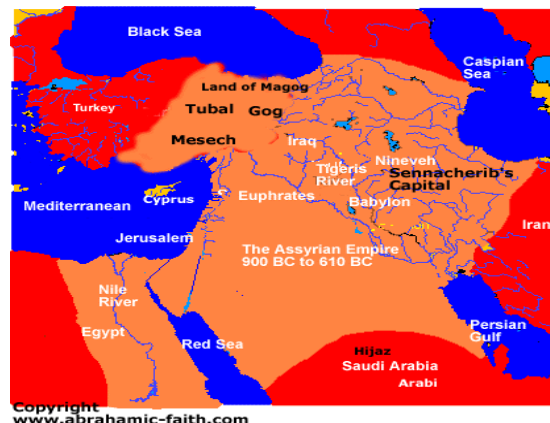 Black Sea
Caspian
Sea
Land of Magog
Turkey
Tubal Gog
Mesech
Iraq
Tigeris
River
Nineveh
Sennacherib's
Capital
Mediterranean
Cyprus
Euphrates
Babylon
Jerusalem
Iran
The Assyrian Empire
900 BC to 610 BC
Nile
River
Egypt
Red Sea
Persian
Gulf
Hijaz
Saudi Arabia
Arabi
Copyright
www.abrahamic-faith.com